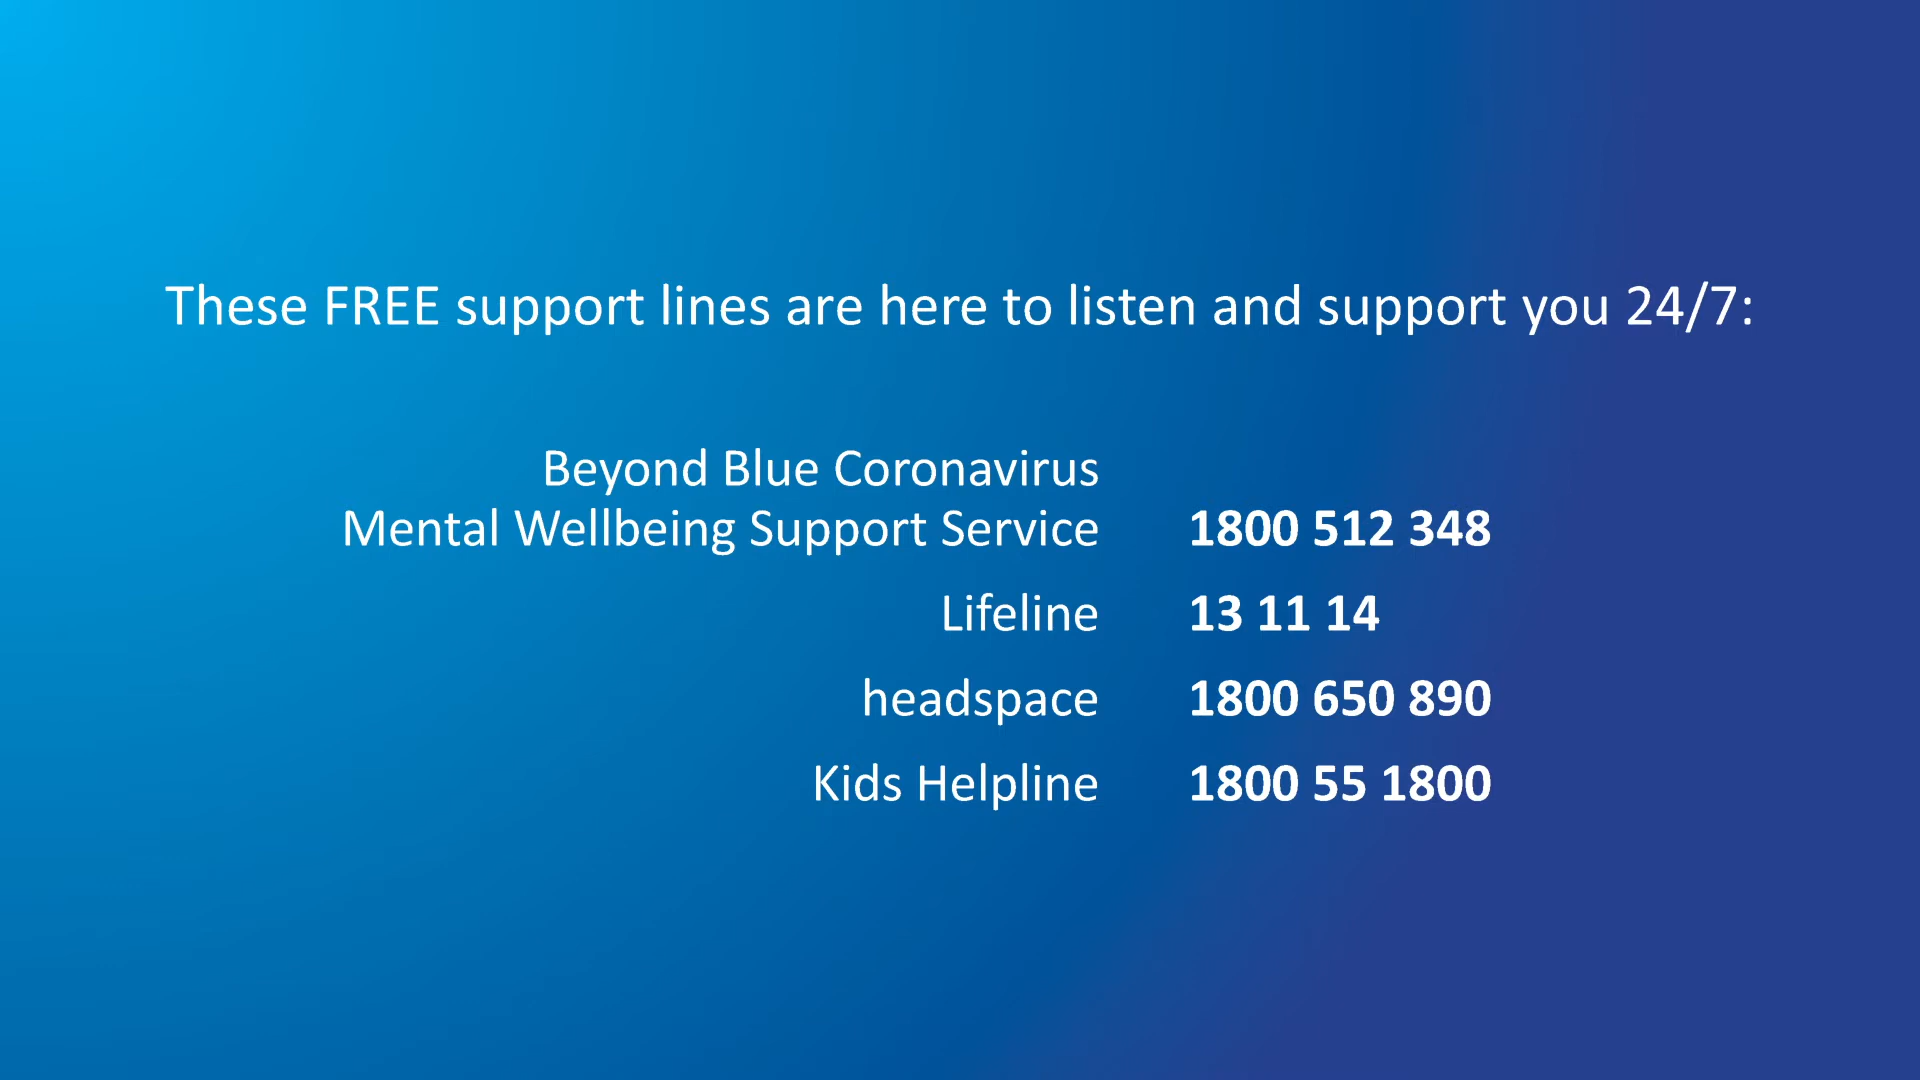 These FREE support lines are here to listen and support you 24/7:
Beyond Blue Coronavirus
Mental Wellbeing Support Service 1800 512 348
Lifeline 13 11 14
headspace 1800 650 890
Kids Helpline 1800 55 1800